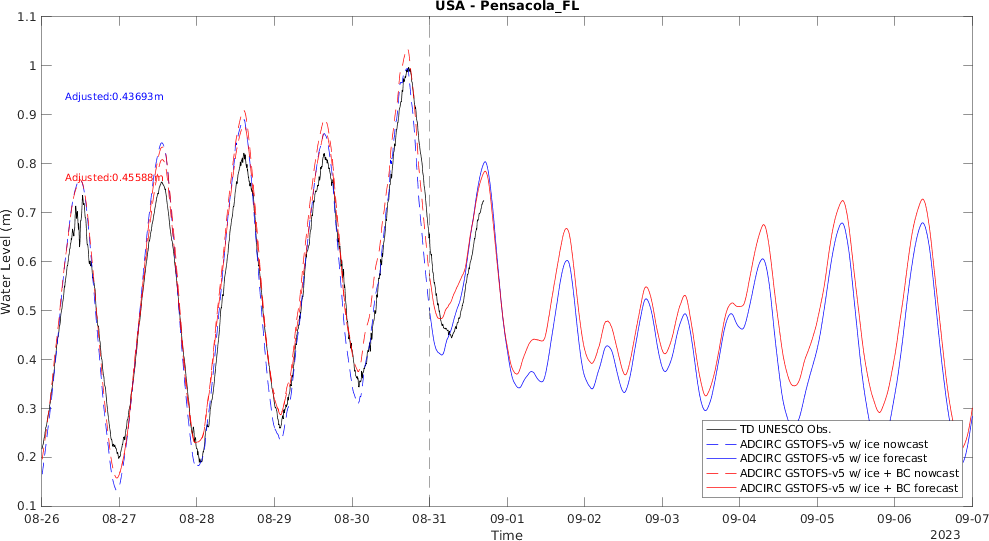 USA - Pensacola_FL
1.1
1
0.9
0.8
0.7
0.6
0.5
0.4
0.3
0.2
0.1
Water Level (m)
Adjusted:0.43693m
Adjusted:0.45588m
TD UNESCO Obs.
ADCIRC GSTOFS-v5 w/ ice nowcast
ADCIRC GSTOFS-v5 w/ ice forecast
ADCIRC GSTOFS-v5 w/ ice + BC nowcast
ADCIRC GSTOFS-v5 w/ ice + BC forecast
08-26 08-27 08-28 08-29 08-30 08-31 09-01 09-02 09-03 09-04 09-05 09-06 09-07
Time
2023